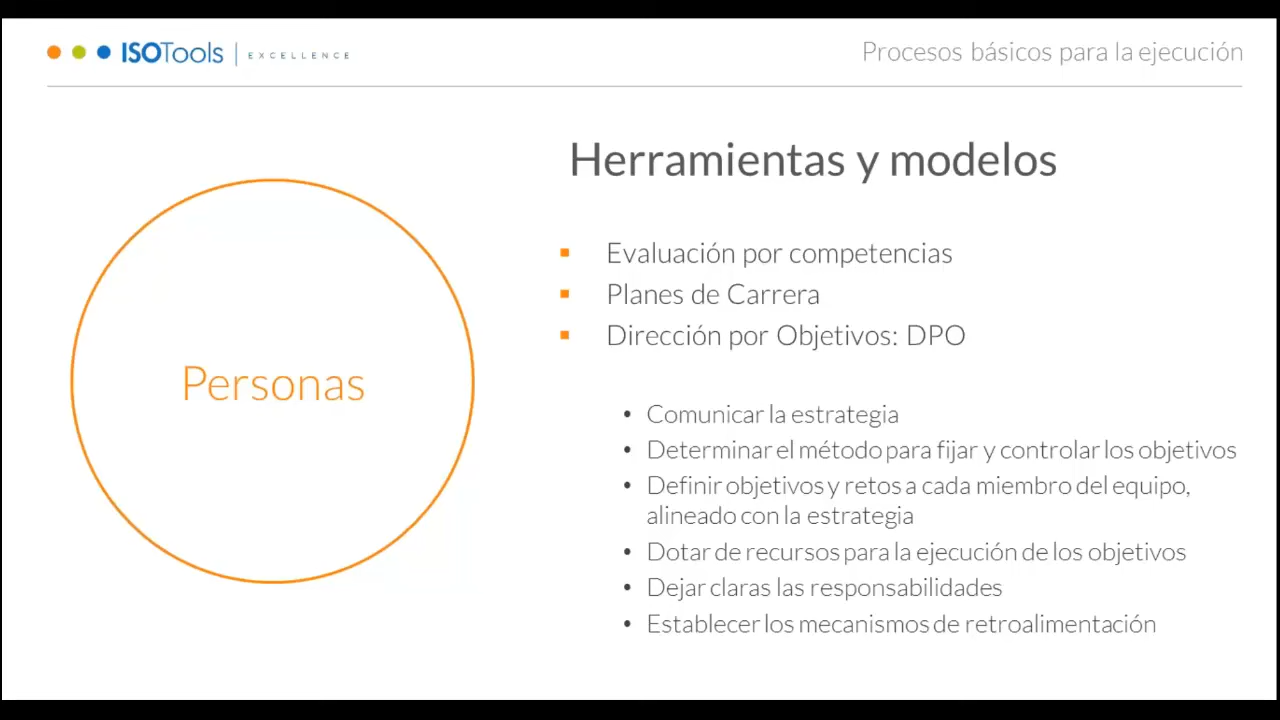 ISOTools | EXCELLENCE
Procesos básicos para la ejecución
Herramientas y modelos
Personas
Evaluación por competencias
Planes de Carrera
Dirección por Objetivos: DPO
Comunicar la estrategia
Determinar el método para fijar y controlar los objetivos
Definir objetivos y retos a cada miembro del equipo,
alineado con la estrategia
Dotar de recursos para la ejecución de los objetivos
Dejar claras las responsabilidades
Establecer los mecanismos de retroalimentación